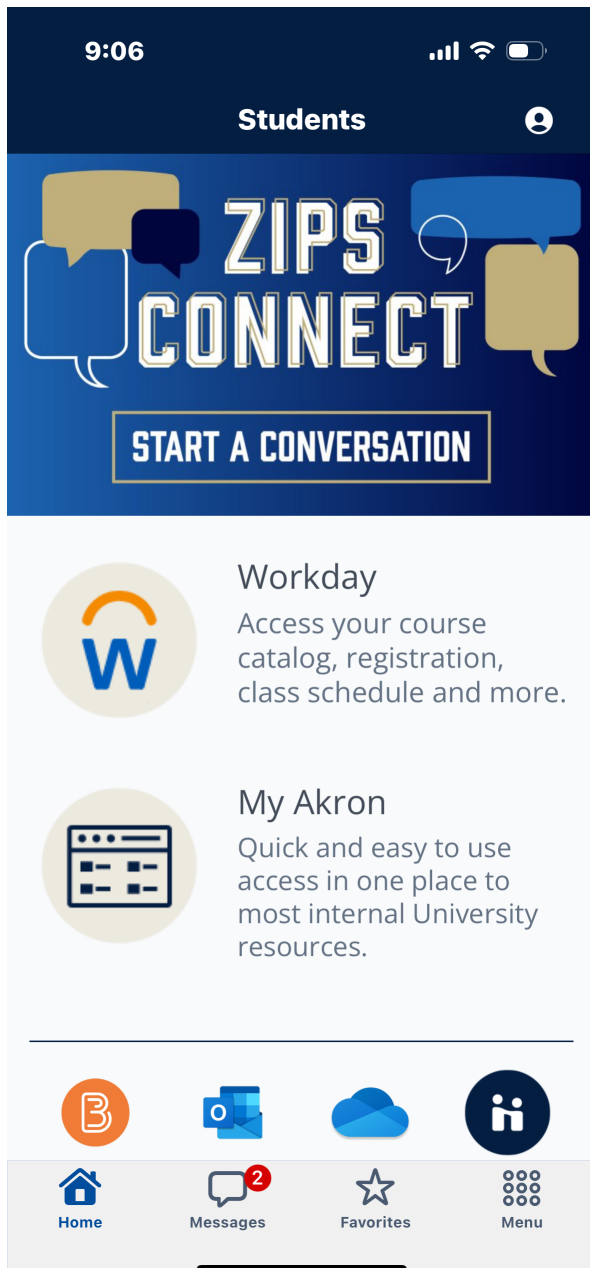 9:06
Students
ZIPS
CONNECT
START A CONVERSATION
Workday
Access your course
catalog, registration,
class schedule and more.
My Akron
Quick and easy to use
access in one place to
most internal University
resources.
2
Home
Messages
Favorites
Menu